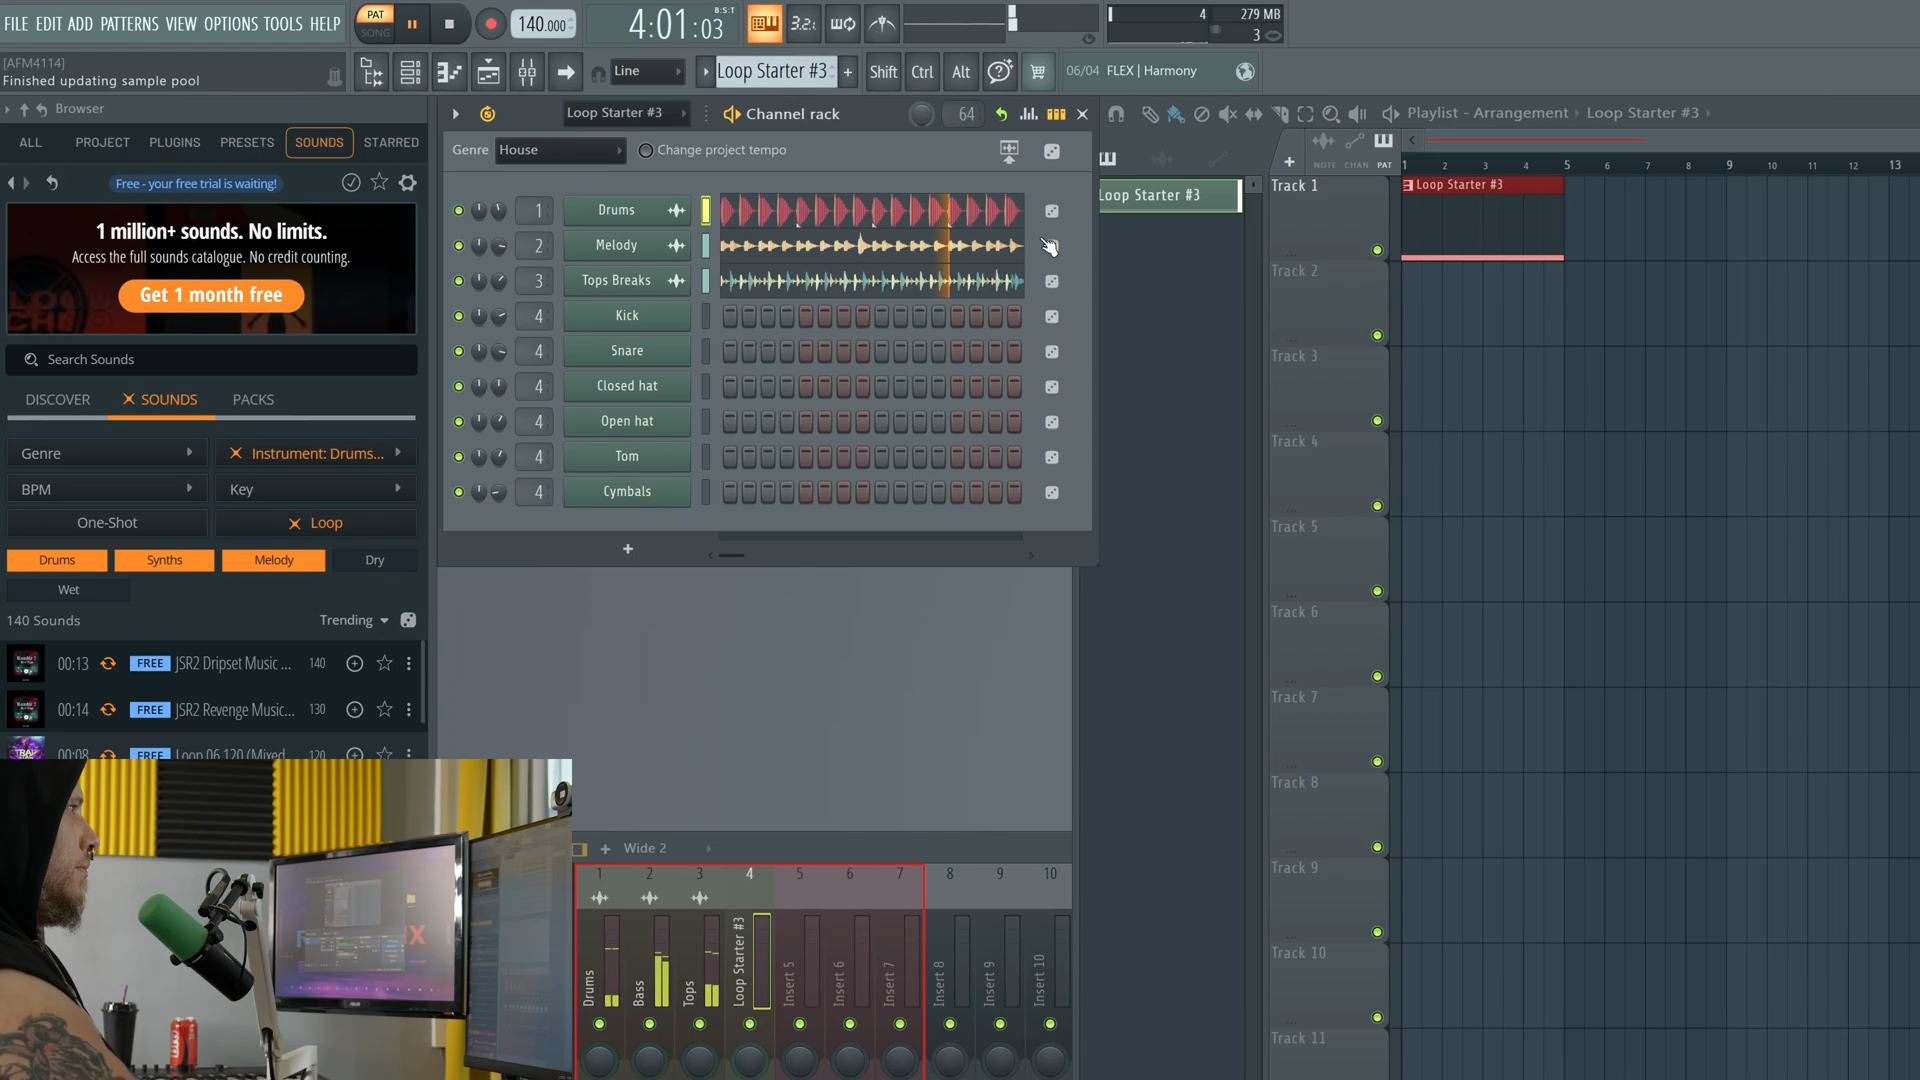 FILE EDIT ADD PATTERNS VIEW OPTIONS TOOLS HELP
PAT
SONG
140.000
4:01:03
B:S:T
3.2.
4
279 MB
3
[AFM4114]
Finished updating sample pool
Line
Loop Starter #3
Shift
Ctrl
Alt
06/04 FLEX | Harmony
Browser
Loop Starter #3
Channel rack
64
Playlist - Arrangement › Loop Starter #3 ›
ALL
PROJECT
PLUGINS
PRESETS
SOUNDS
STARRED
Genre
House
Change project tempo
NOTE CHAN PAT
1 2 3 4 5 6 7 8 9 10 11 12 13
Free - your free trial is waiting!
1 million+ sounds. No limits.
Access the full sounds catalogue. No credit counting.
Get 1 month free
Search Sounds
DISCOVER
SOUNDS
PACKS
Genre
Instrument: Drums...
BPM
Key
One-Shot
Loop
Drums
Synths
Melody
Dry
Wet
140 Sounds
Trending
00:13 FREE JSR2 Dripset Music ... 140
00:14 FREE JSR2 Revenge Music... 130
00:08 FREE Loop 06 120 (Mixed 120
1 Drums
2 Melody
3 Tops Breaks
4 Kick
4 Snare
4 Closed hat
4 Open hat
4 Tom
4 Cymbals
+
Loop Starter #3
Track 1
Loop Starter #3
Track 2
Track 3
Track 4
Track 5
Track 6
Track 7
Track 8
Track 9
Track 10
Track 11
Wide 2
1 2 3 4 5 6 7 8 9 10
Drums
Bass
Tops
Loop Starter #3
Insert 5
Insert 6
Insert 7
Insert 8
Insert 9
Insert 10